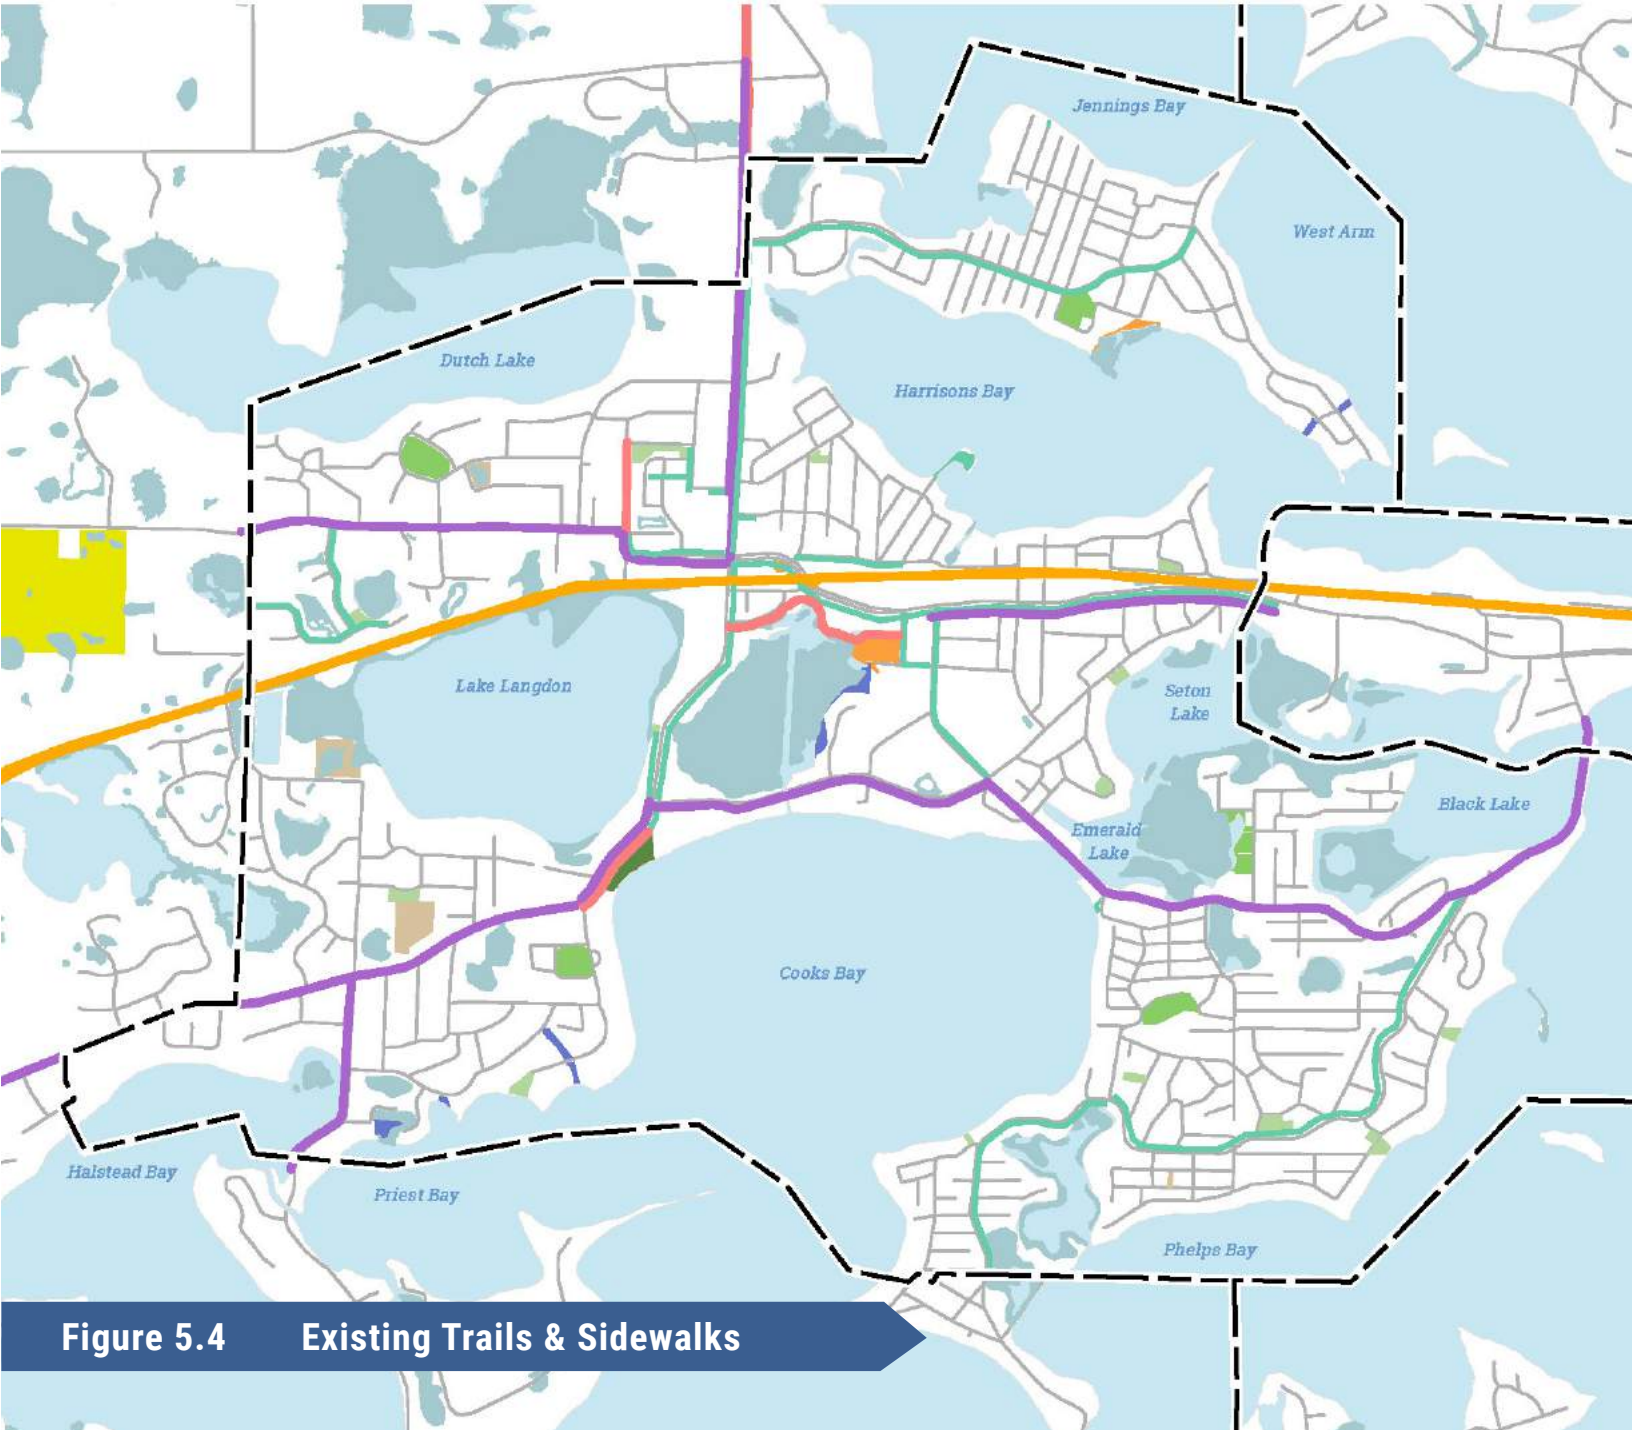 Jennings Bay
West Arm
Dutch Lake
Harrisons Bay
Lake Langdon
Seton
Lake
Black Lake
Emerald
Lake
Cooks Bay
Halstead Bay
Priest Bay
Phelps Bay
Figure 5.4 Existing Trails & Sidewalks